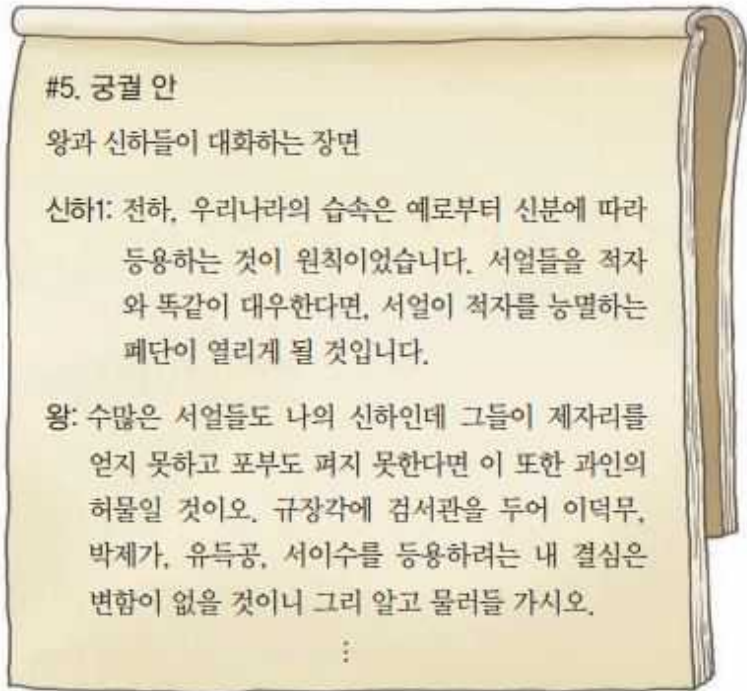 #5. 궁궐 안
왕과 신하들이 대화하는 장면
신하1: 전하, 우리나라의 습속은 예로부터 신분에 따라
등용하는 것이 원칙이었습니다. 서얼들을 적자
와 똑같이 대우한다면, 서얼이 적자를 능멸하는
폐단이 열리게 될 것입니다.
왕: 수많은 서얼들도 나의 신하인데 그들이 제자리를
얻지 못하고 포부도 펴지 못한다면 이 또한 과인의
허물일 것이오. 규장각에 검서관을 두어 이덕무,
박제가, 유득공, 서이수를 등용하려는 내 결심은
변함이 없을 것이니 그리 알고 물러들 가시오.
⋮